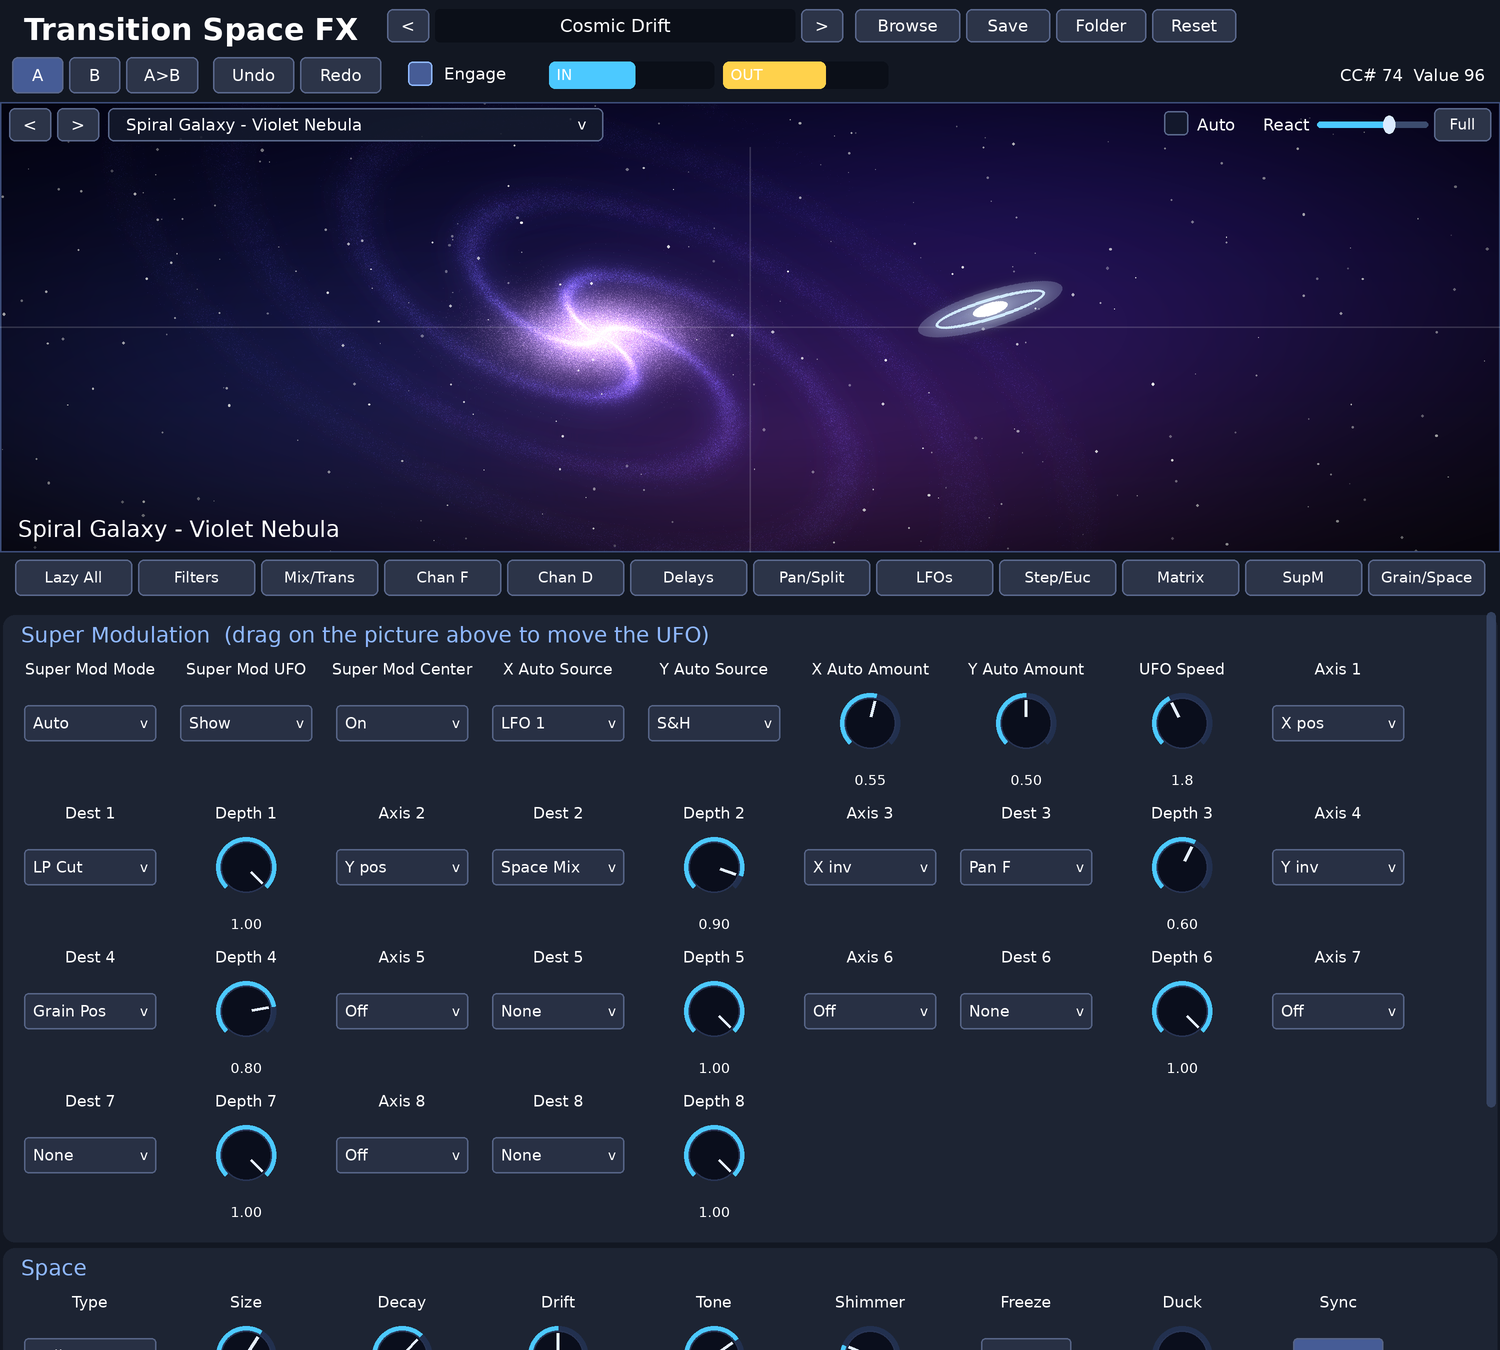 Transition Space FX < Cosmic Drift > Browse Save Folder Reset
A B A>B Undo Redo Engage IN OUT CC# 74 Value 96
< > Spiral Galaxy - Violet Nebula v Auto React Full
Spiral Galaxy - Violet Nebula
Lazy All Filters Mix/Trans Chan F Chan D Delays Pan/Split LFOs Step/Euc Matrix SupM Grain/Space
Super Modulation (drag on the picture above to move the UFO)
Super Mod Mode Super Mod UFO Super Mod Center X Auto Source Y Auto Source X Auto Amount Y Auto Amount UFO Speed Axis 1
Auto v Show v On v LFO 1 v S&H v X pos v
0.55 0.50 1.8
Dest 1 Depth 1 Axis 2 Dest 2 Depth 2 Axis 3 Dest 3 Depth 3 Axis 4
LP Cut v Y pos v Space Mix v X inv v Pan F v Y inv v
1.00 0.90 0.60
Dest 4 Depth 4 Axis 5 Dest 5 Depth 5 Axis 6 Dest 6 Depth 6 Axis 7
Grain Pos v Off v None v Off v None v Off v
0.80 1.00 1.00
Dest 7 Depth 7 Axis 8 Dest 8 Depth 8
None v Off v None v
1.00 1.00
Space
Type Size Decay Drift Tone Shimmer Freeze Duck Sync